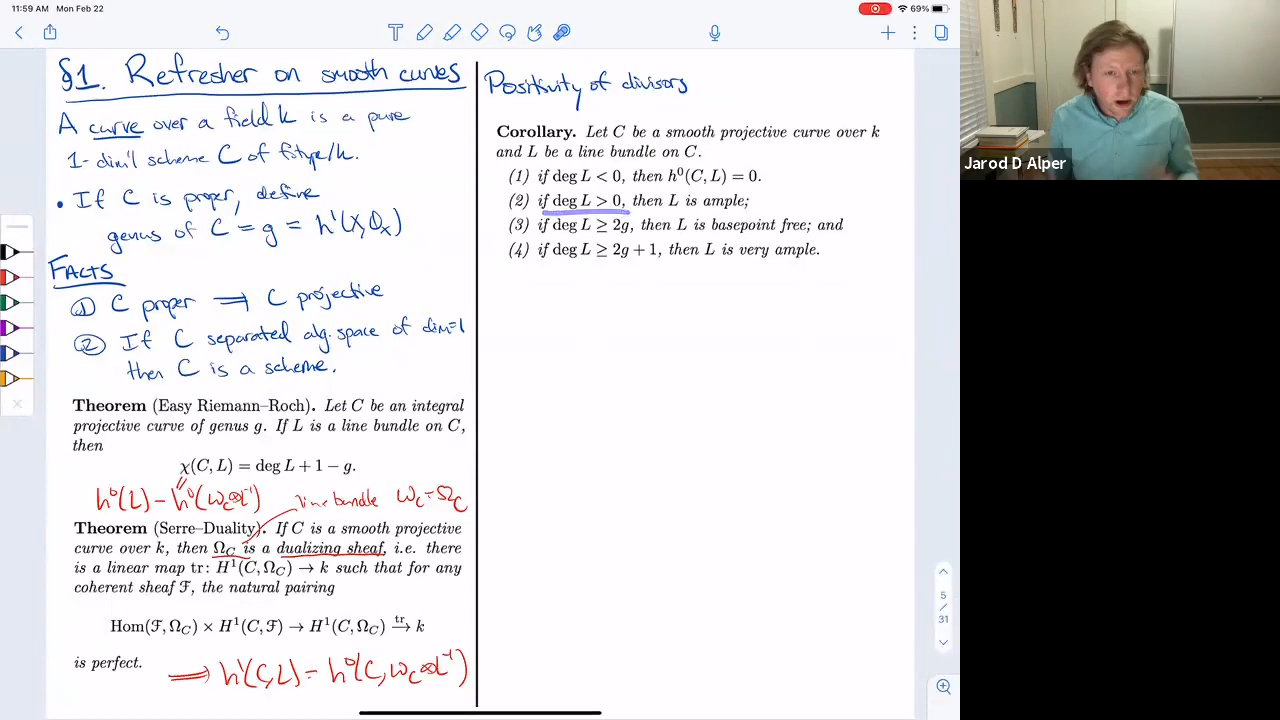 11:59 AM Mon Feb 22
69%
§1. Refresher on smooth curves
A curve over a field k is a pure
1-dim'l scheme C of f.type/k.
• If C is proper, define
genus of C = g = h¹(X, O_X)
FACTS
① C proper ⟹ C projective
② If C separated alg. space of dim=1
then C is a scheme.
Theorem (Easy Riemann–Roch). Let C be an integral
projective curve of genus g. If L is a line bundle on C,
then
χ(C, L) = deg L + 1 − g.
h⁰(L) − h⁰(ω_C⊗L⁻¹) line bundle ω_C = Ω_C
Theorem (Serre–Duality). If C is a smooth projective
curve over k, then Ω_C is a dualizing sheaf, i.e. there
is a linear map tr: H¹(C, Ω_C) → k such that for any
coherent sheaf F, the natural pairing
Hom(F, Ω_C) × H¹(C, F) → H¹(C, Ω_C) →^tr k
is perfect.
⟹ h¹(C, L) = h⁰(C, ω_C⊗L⁻¹)
Positivity of divisors
Corollary. Let C be a smooth projective curve over k
and L be a line bundle on C.
(1) if deg L < 0, then h⁰(C, L) = 0.
(2) if deg L > 0, then L is ample;
(3) if deg L ≥ 2g, then L is basepoint free; and
(4) if deg L ≥ 2g + 1, then L is very ample.
5
/
31
Jarod D Alper